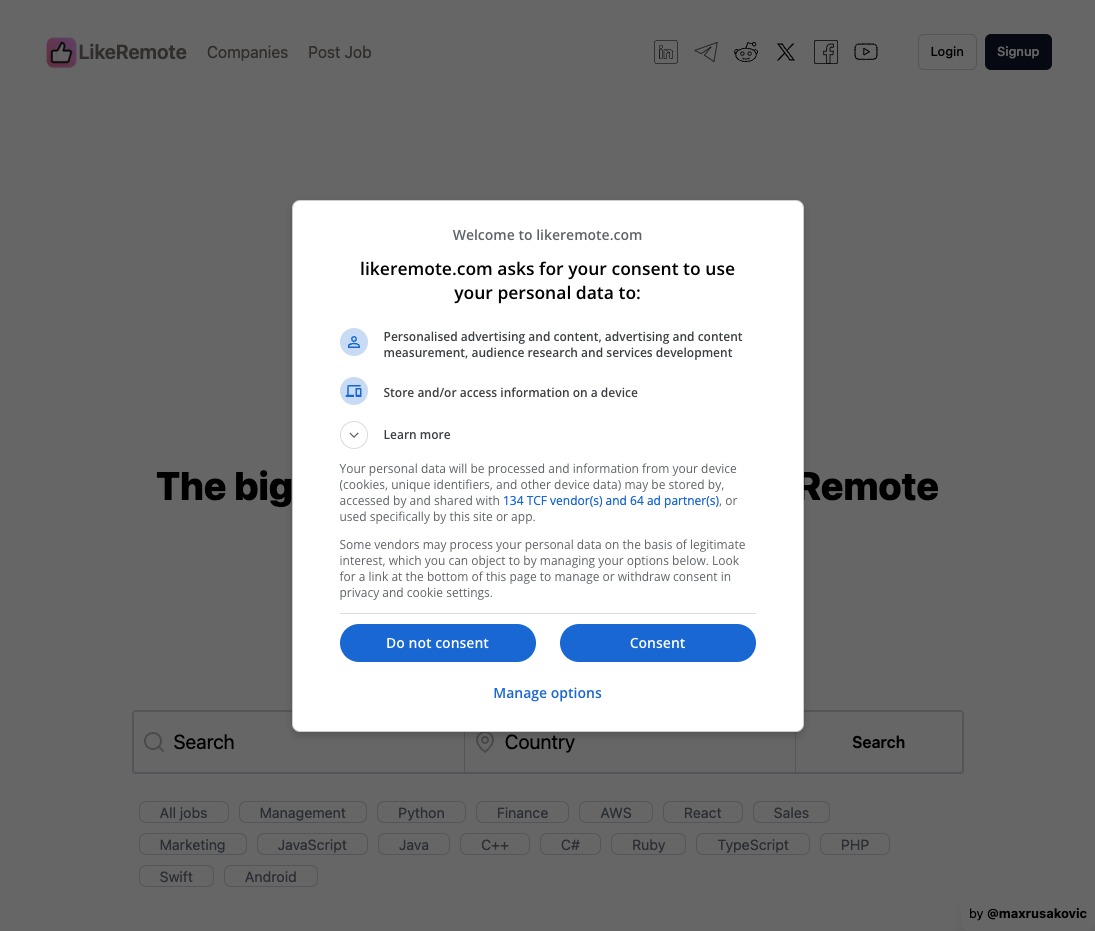 LikeRemote Companies Post Job Login Signup
Welcome to likeremote.com
likeremote.com asks for your consent to use
your personal data to:
Personalised advertising and content, advertising and content
measurement, audience research and services development
Store and/or access information on a device
Learn more
Your personal data will be processed and information from your device
(cookies, unique identifiers, and other device data) may be stored by,
accessed by and shared with 134 TCF vendor(s) and 64 ad partner(s), or
used specifically by this site or app.
The big Remote
Some vendors may process your personal data on the basis of legitimate
interest, which you can object to by managing your options below. Look
for a link at the bottom of this page to manage or withdraw consent in
privacy and cookie settings.
Do not consent Consent
Manage options
Search Country Search
All jobs Management Python Finance AWS React Sales
Marketing JavaScript Java C++ C# Ruby TypeScript PHP
Swift Android
by @maxrusakovic